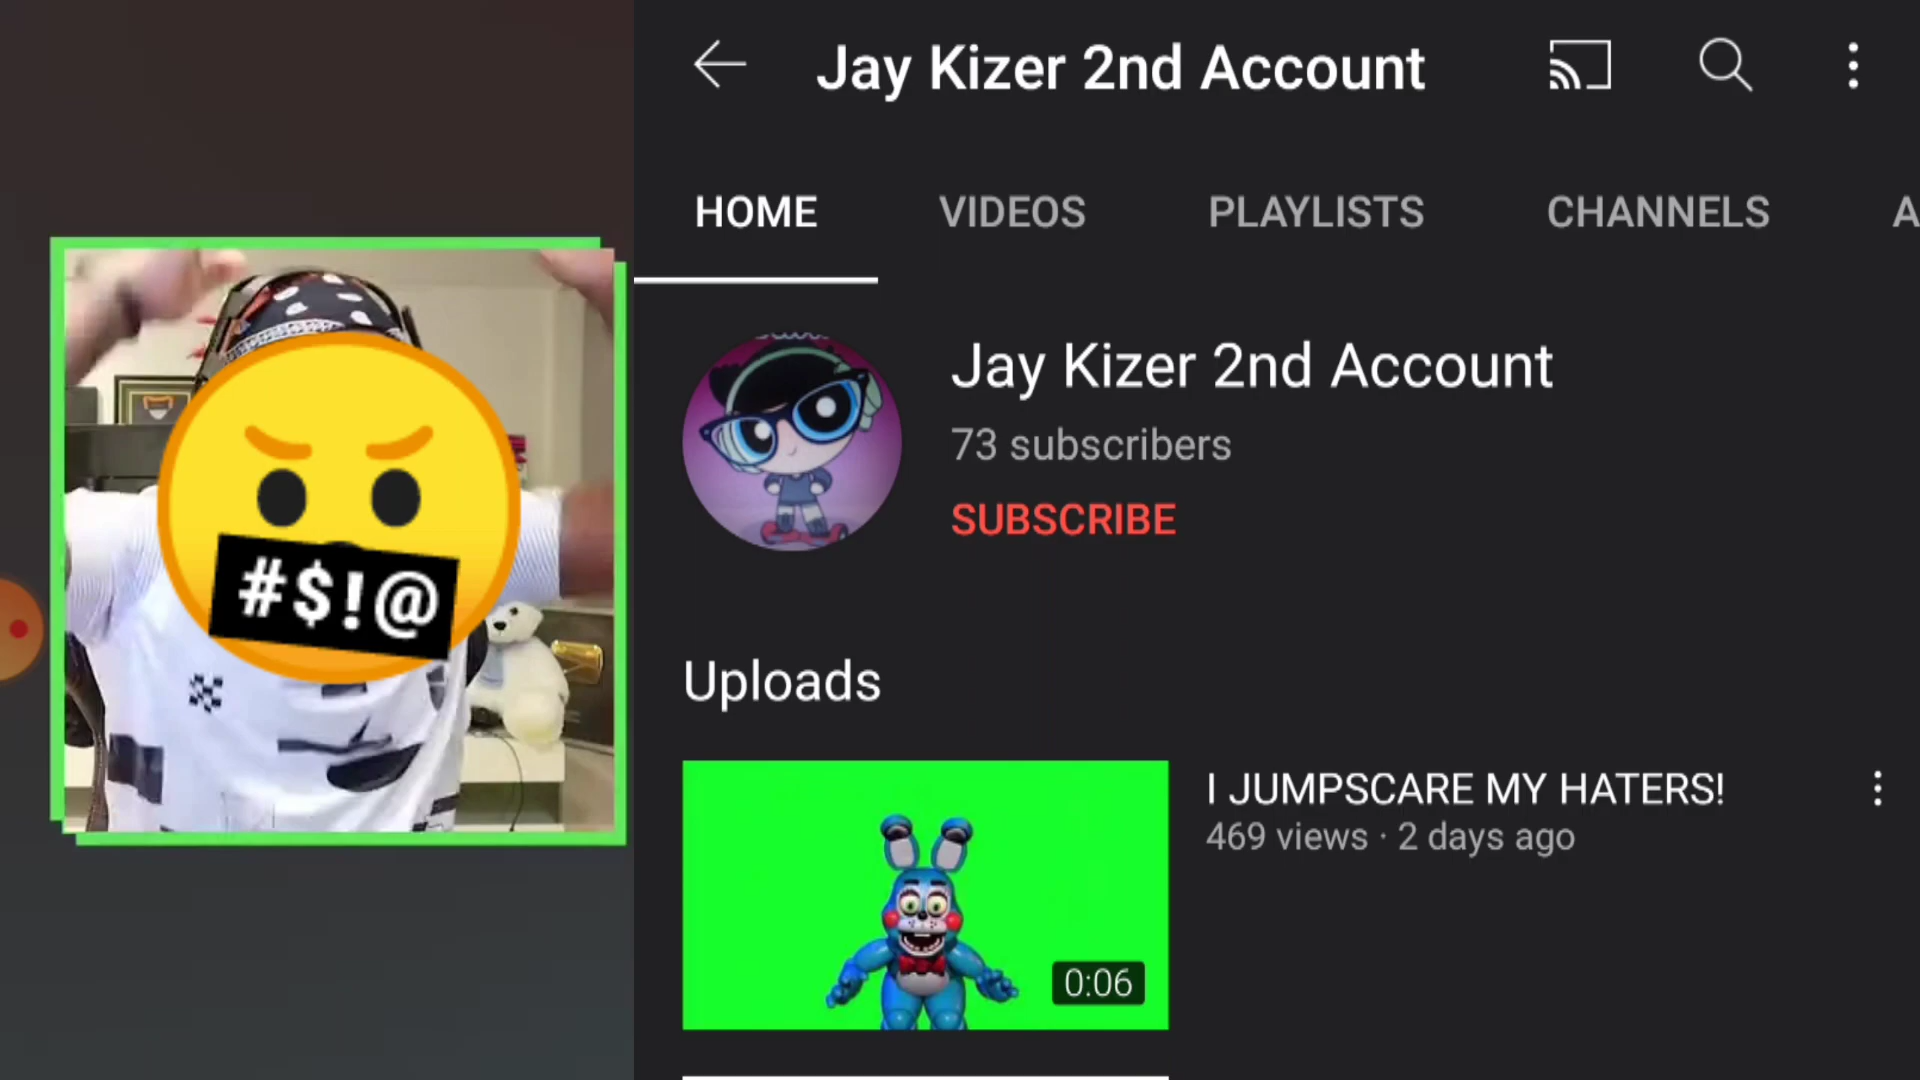 Jay Kizer 2nd Account
HOME VIDEOS PLAYLISTS CHANNELS A
Jay Kizer 2nd Account
73 subscribers
SUBSCRIBE
#$!@
Uploads
I JUMPSCARE MY HATERS!
469 views · 2 days ago
0:06